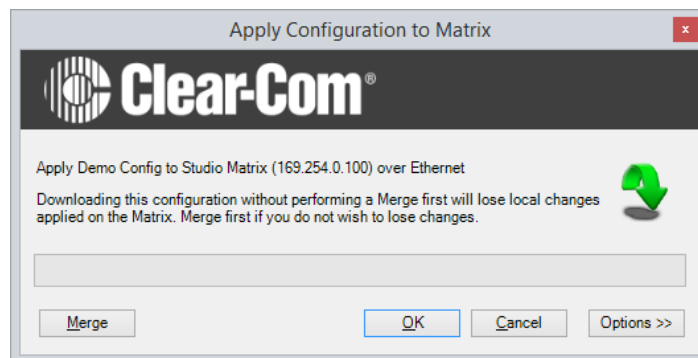 Apply Configuration to Matrix
x
Clear-Com®
Apply Demo Config to Studio Matrix (169.254.0.100) over Ethernet
Downloading this configuration without performing a Merge first will lose local changes
applied on the Matrix. Merge first if you do not wish to lose changes.
Merge OK Cancel Options >>